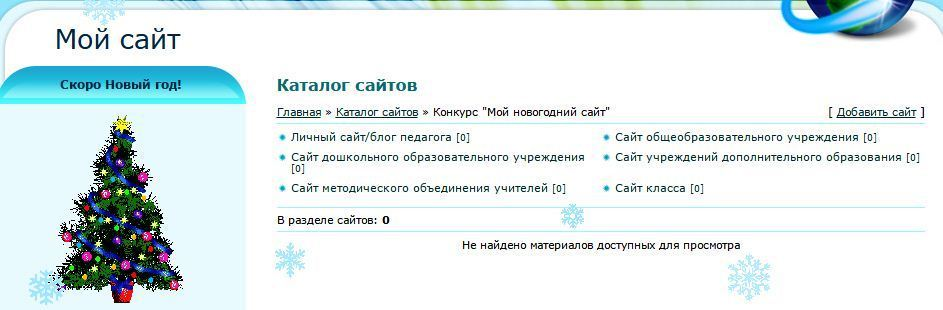 Мой сайт
Скоро Новый год!
Каталог сайтов
Главная » Каталог сайтов » Конкурс "Мой новогодний сайт" [ Добавить сайт ]
Личный сайт/блог педагога [0] Сайт общеобразовательного учреждения [0]
Сайт дошкольного образовательного учреждения Сайт учреждений дополнительного образования [0]
[0]
Сайт методического объединения учителей [0] Сайт класса [0]
В разделе сайтов: 0
Не найдено материалов доступных для просмотра